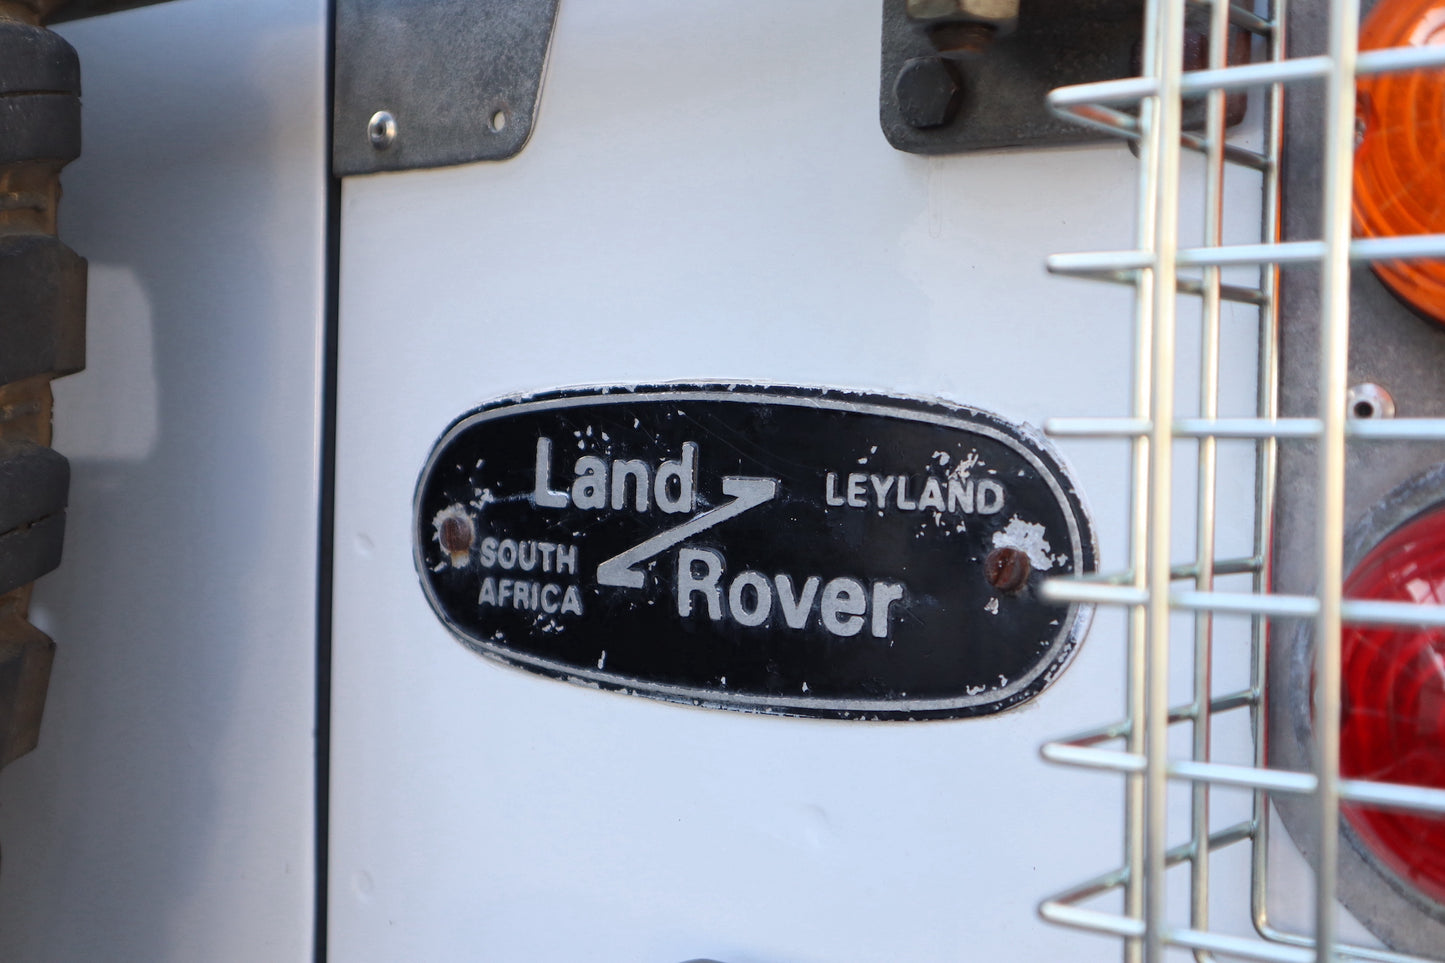 Land
LEYLAND
SOUTH
AFRICA
Rover